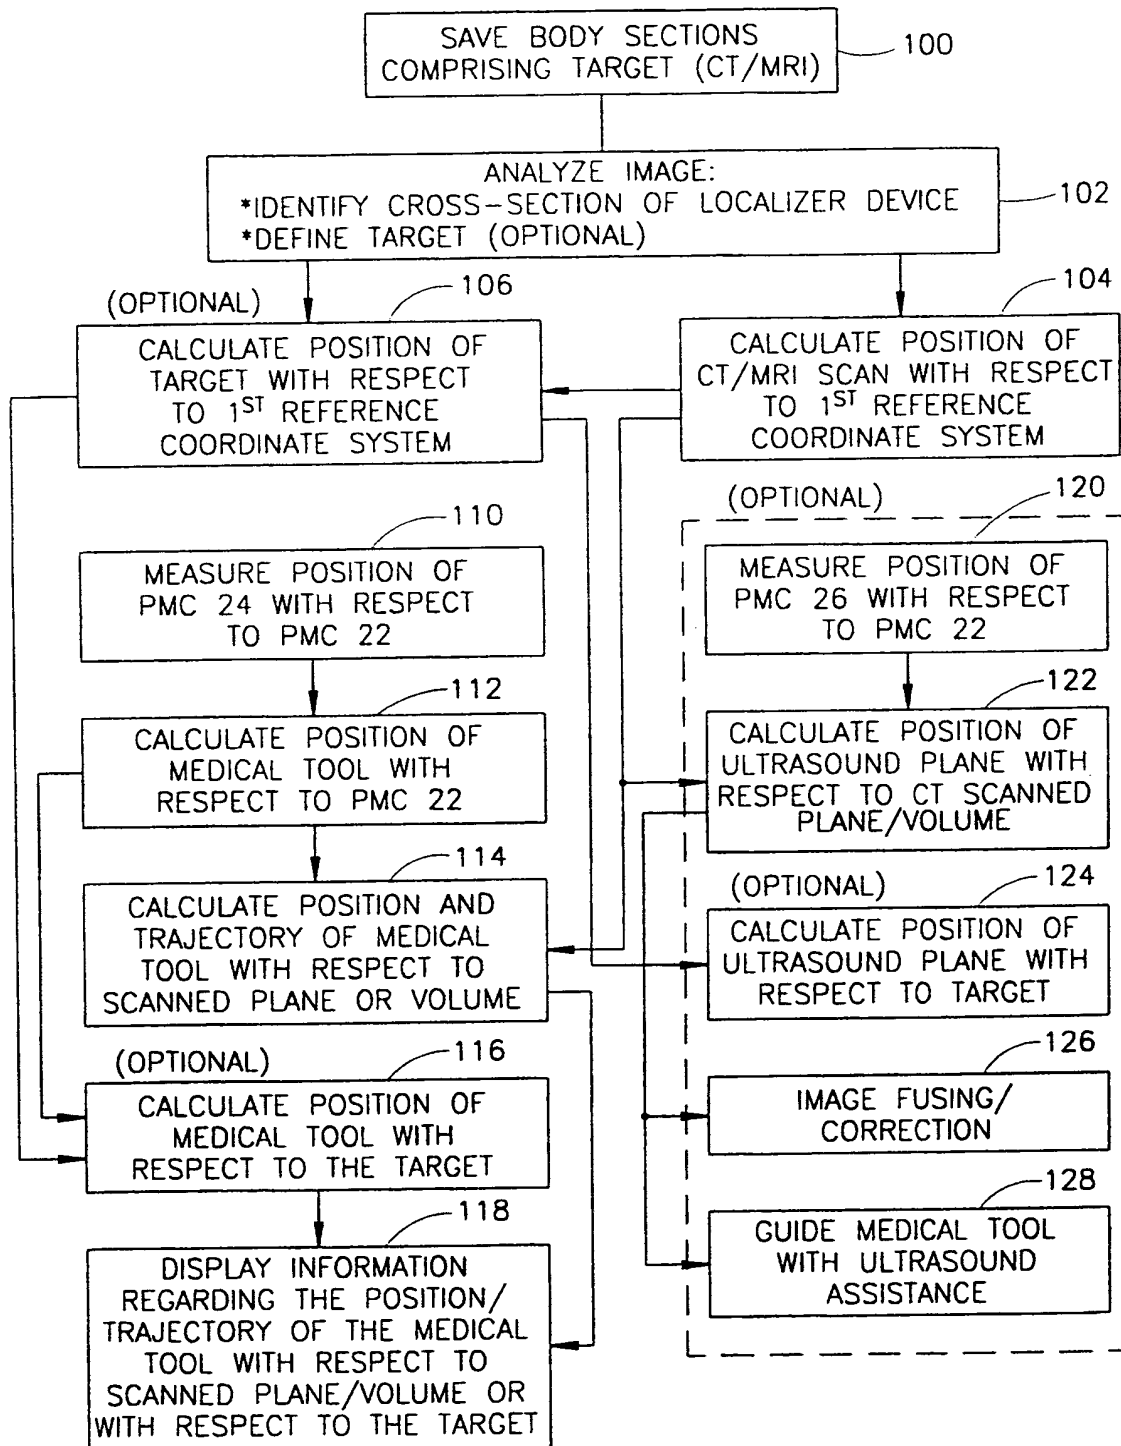 SAVE BODY SECTIONS
COMPRISING TARGET (CT/MRI)
100
ANALYZE IMAGE:
*IDENTIFY CROSS-SECTION OF LOCALIZER DEVICE
*DEFINE TARGET (OPTIONAL)
102
(OPTIONAL)
106
CALCULATE POSITION OF
TARGET WITH RESPECT
TO 1ST REFERENCE
COORDINATE SYSTEM
104
CALCULATE POSITION OF
CT/MRI SCAN WITH RESPECT
TO 1ST REFERENCE
COORDINATE SYSTEM
110
MEASURE POSITION OF
PMC 24 WITH RESPECT
TO PMC 22
112
CALCULATE POSITION OF
MEDICAL TOOL WITH
RESPECT TO PMC 22
114
CALCULATE POSITION AND
TRAJECTORY OF MEDICAL
TOOL WITH RESPECT TO
SCANNED PLANE OR VOLUME
(OPTIONAL)
116
CALCULATE POSITION OF
MEDICAL TOOL WITH
RESPECT TO THE TARGET
118
DISPLAY INFORMATION
REGARDING THE POSITION/
TRAJECTORY OF THE MEDICAL
TOOL WITH RESPECT TO
SCANNED PLANE/VOLUME OR
WITH RESPECT TO THE TARGET
(OPTIONAL)
120
MEASURE POSITION OF
PMC 26 WITH RESPECT
TO PMC 22
122
CALCULATE POSITION OF
ULTRASOUND PLANE WITH
RESPECT TO CT SCANNED
PLANE/VOLUME
(OPTIONAL)
124
CALCULATE POSITION OF
ULTRASOUND PLANE WITH
RESPECT TO TARGET
126
IMAGE FUSING/
CORRECTION
128
GUIDE MEDICAL TOOL
WITH ULTRASOUND
ASSISTANCE